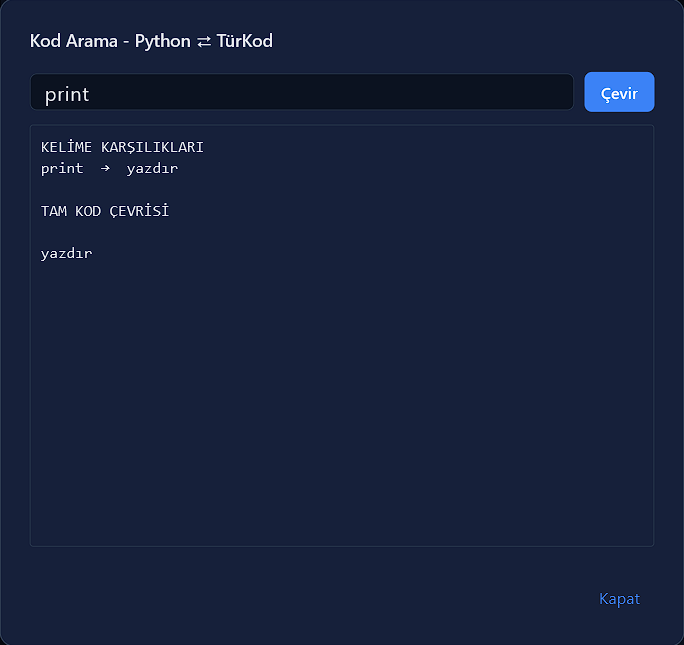 Kod Arama - Python ⇄ TürKod
print
Çevir
KELİME KARŞILIKLARI
print → yazdır
TAM KOD ÇEVRİSİ
yazdır
Kapat